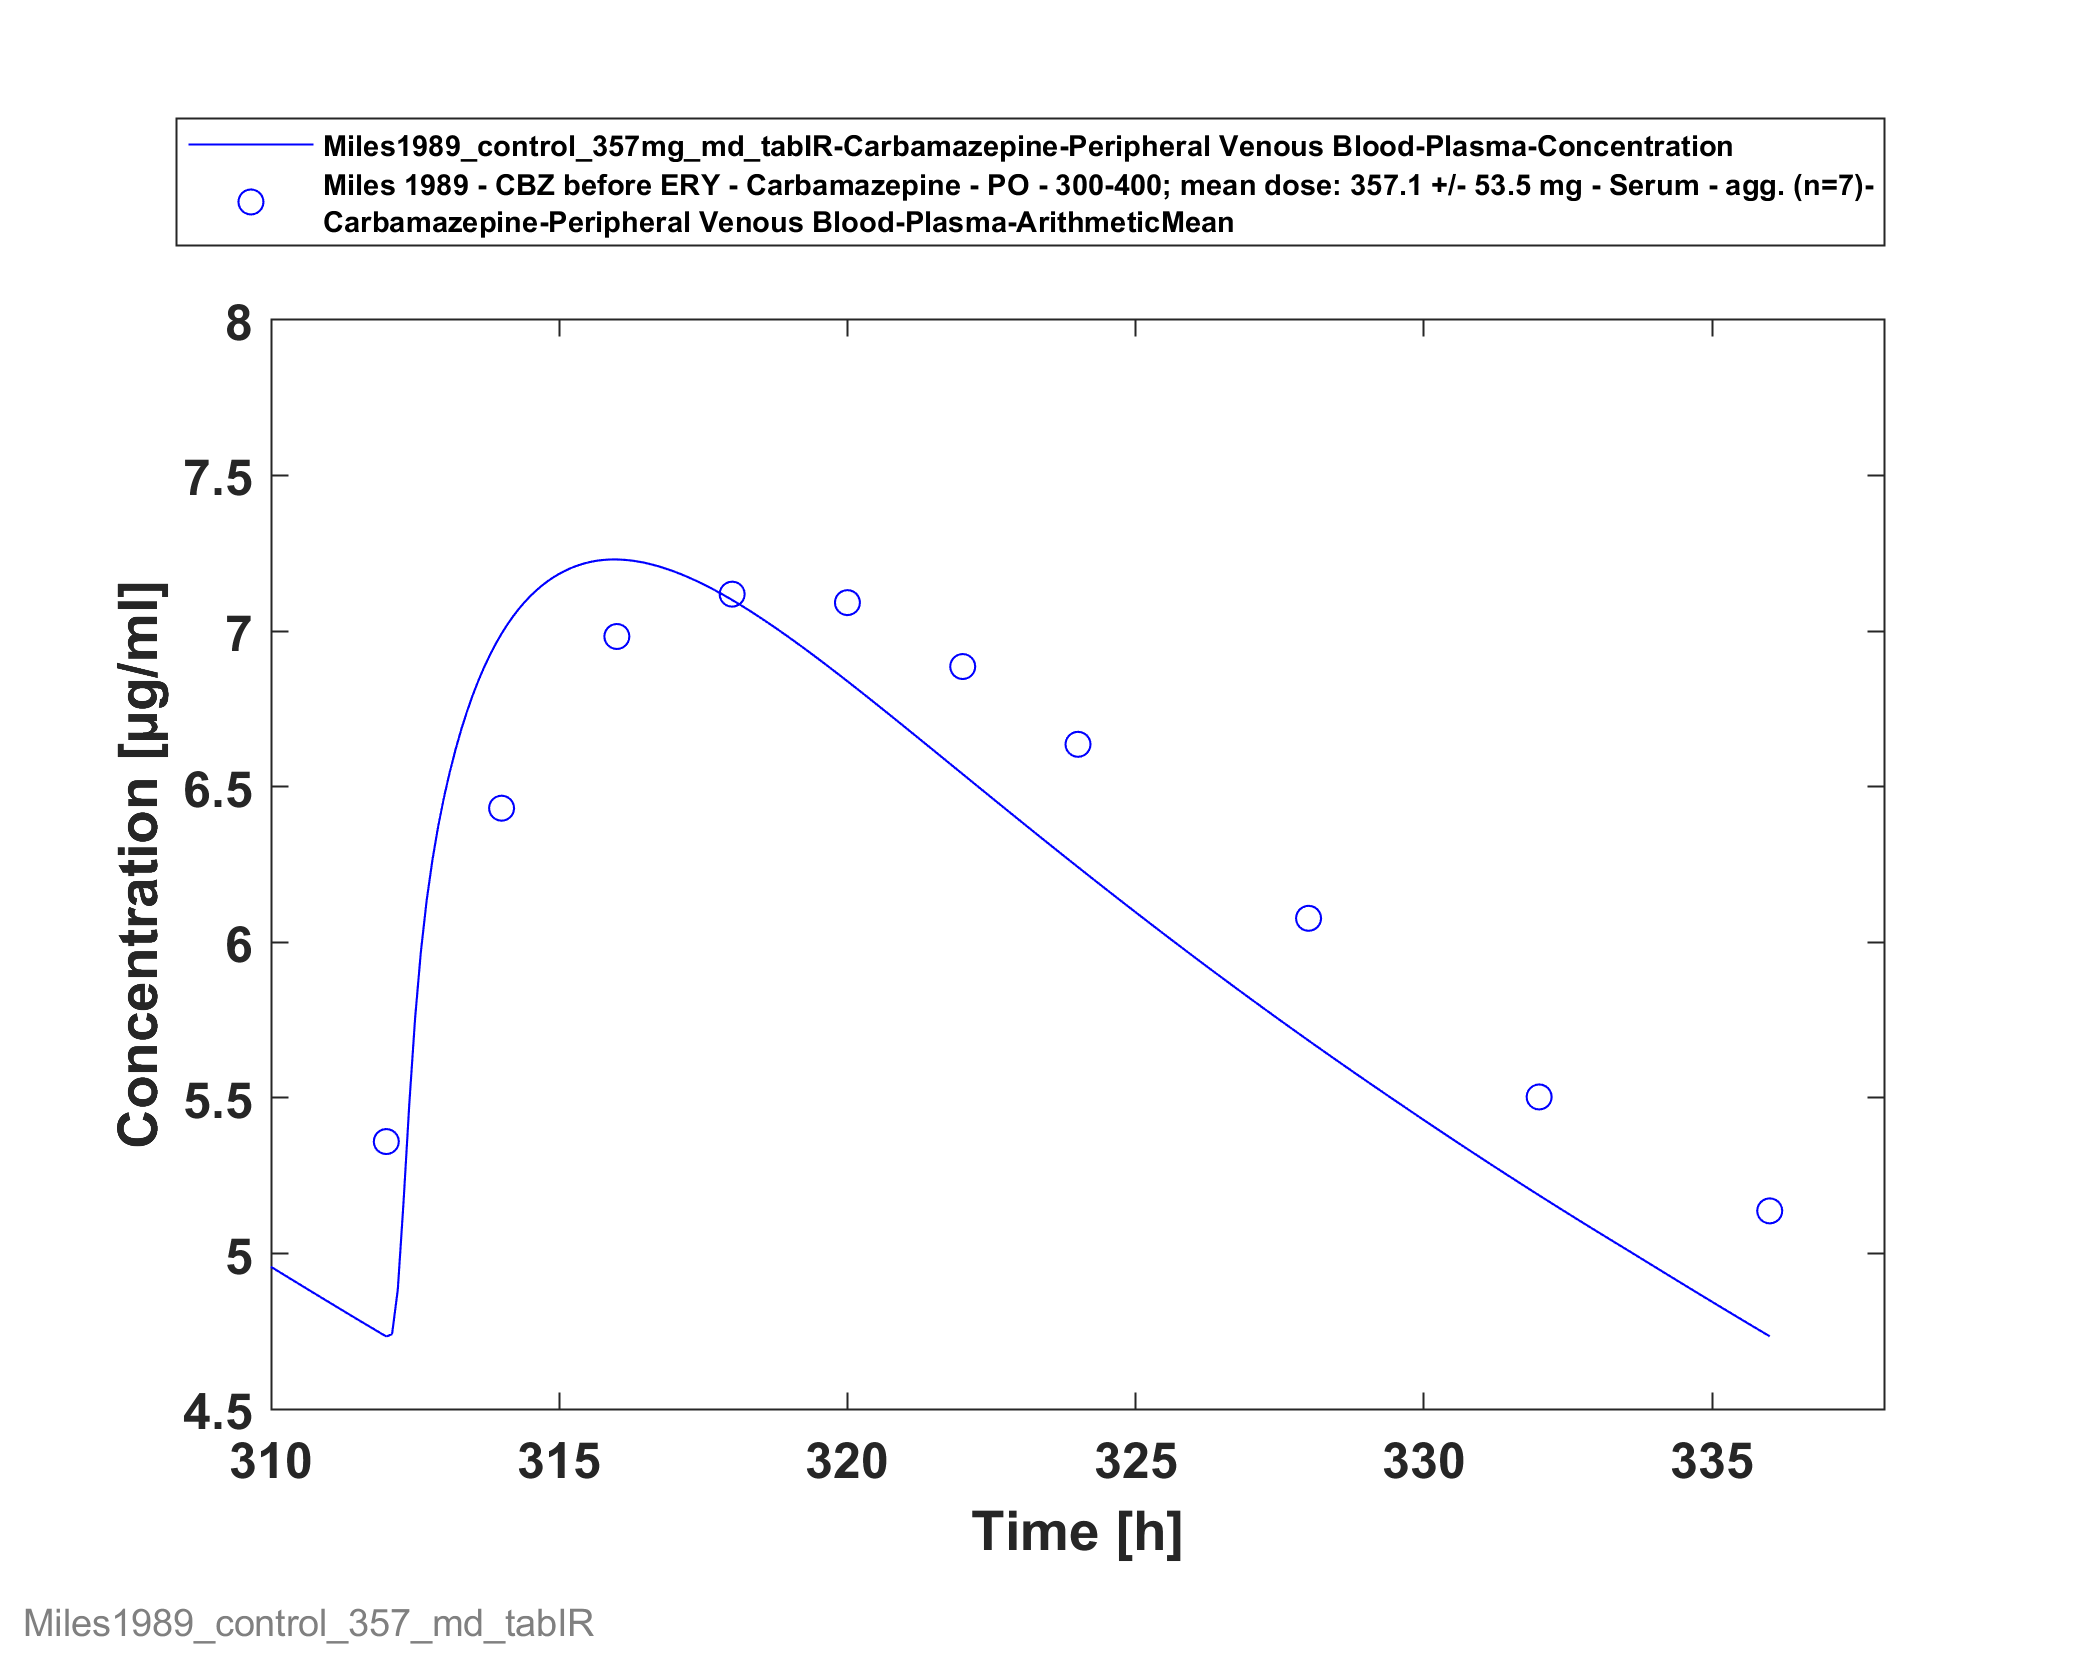 Miles1989_control_357mg_md_tabIR-Carbamazepine-Peripheral Venous Blood-Plasma-Concentration
Miles 1989 - CBZ before ERY - Carbamazepine - PO - 300-400; mean dose: 357.1 +/- 53.5 mg - Serum - agg. (n=7)-
Carbamazepine-Peripheral Venous Blood-Plasma-ArithmeticMean
8
7.5
7
6.5
6
5.5
5
4.5
Concentration [µg/ml]
310 315 320 325 330 335
Time [h]
Miles1989_control_357_md_tabIR